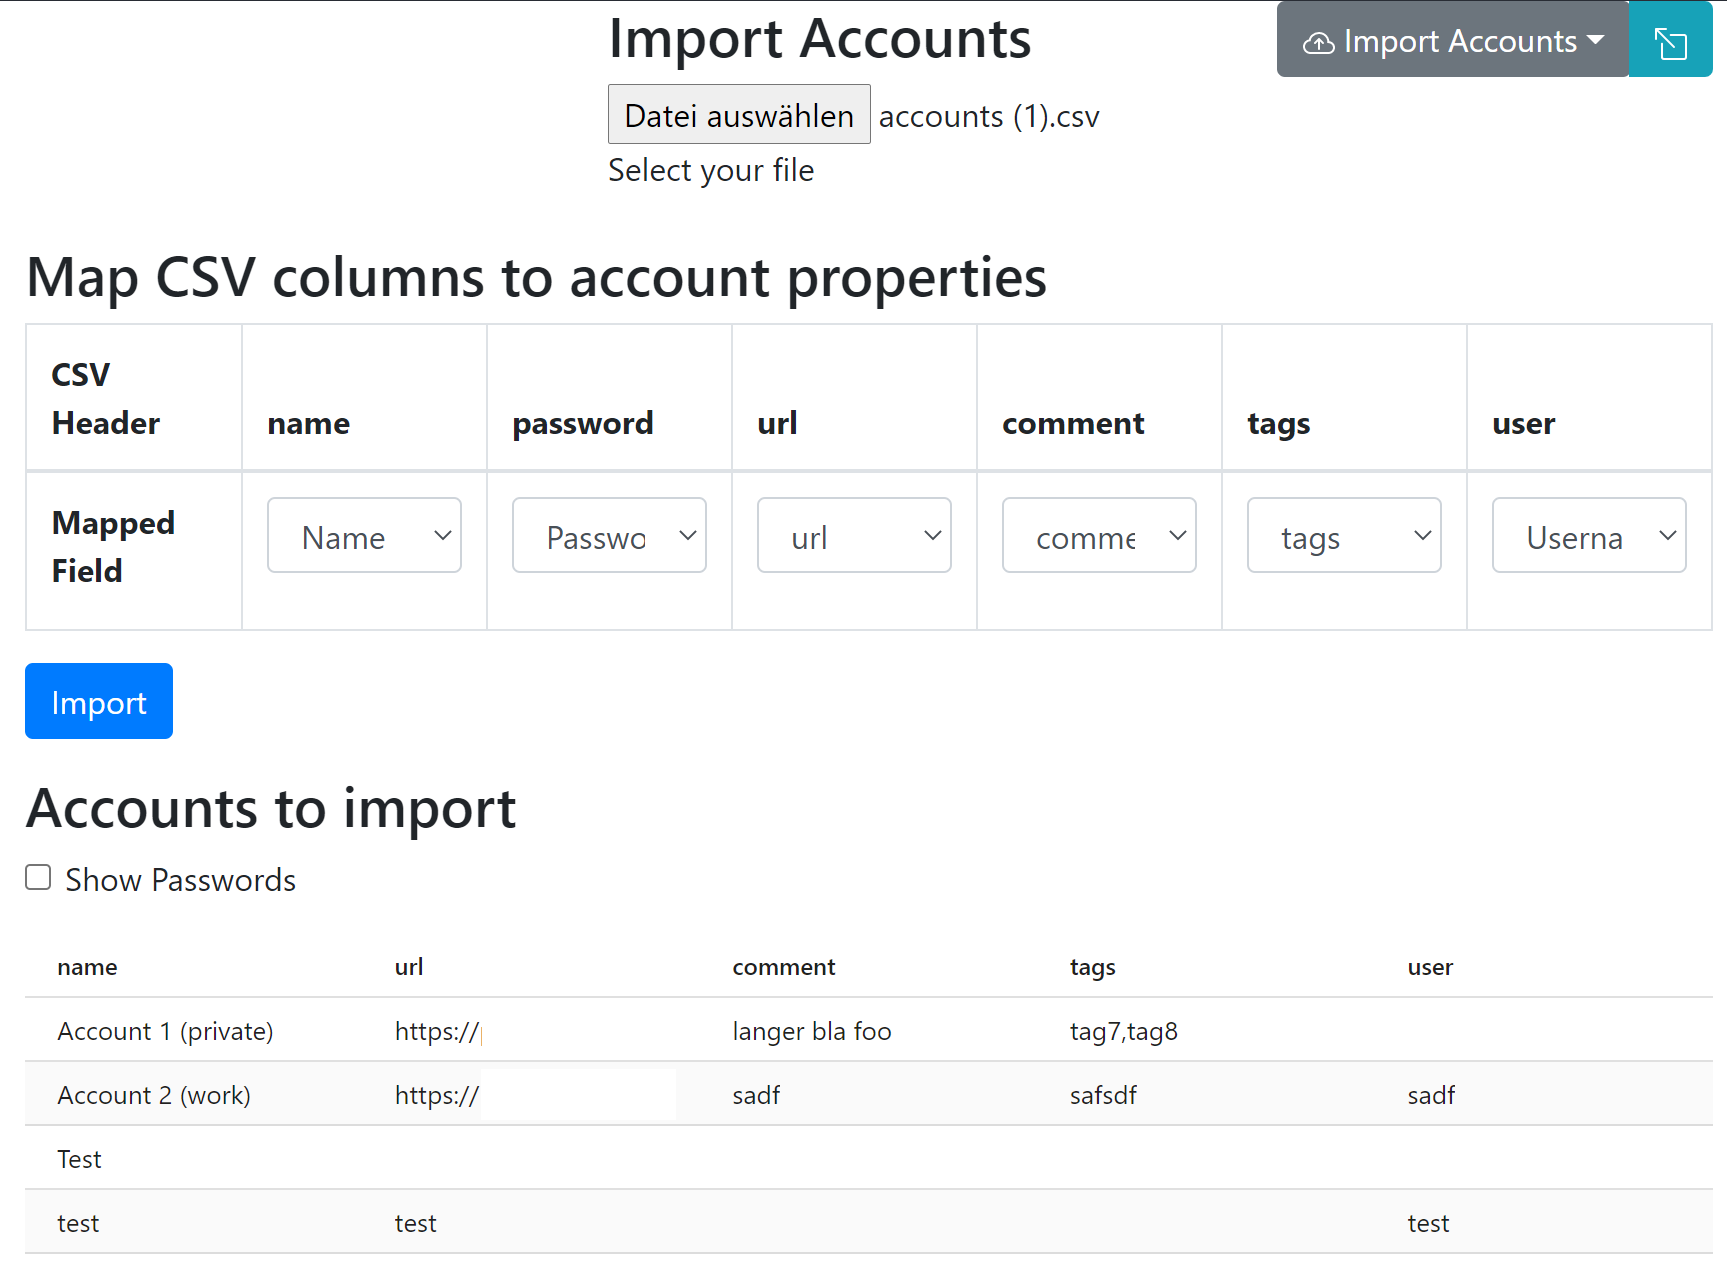 Import Accounts
Import Accounts
Datei auswählen accounts (1).csv
Select your file
Map CSV columns to account properties
CSV Header name password url comment tags user
Mapped Field Name Passwo url comme tags Userna
Import
Accounts to import
Show Passwords
name url comment tags user
Account 1 (private) https:// langer bla foo tag7,tag8
Account 2 (work) https:// sadf safsdf sadf
Test
test test test